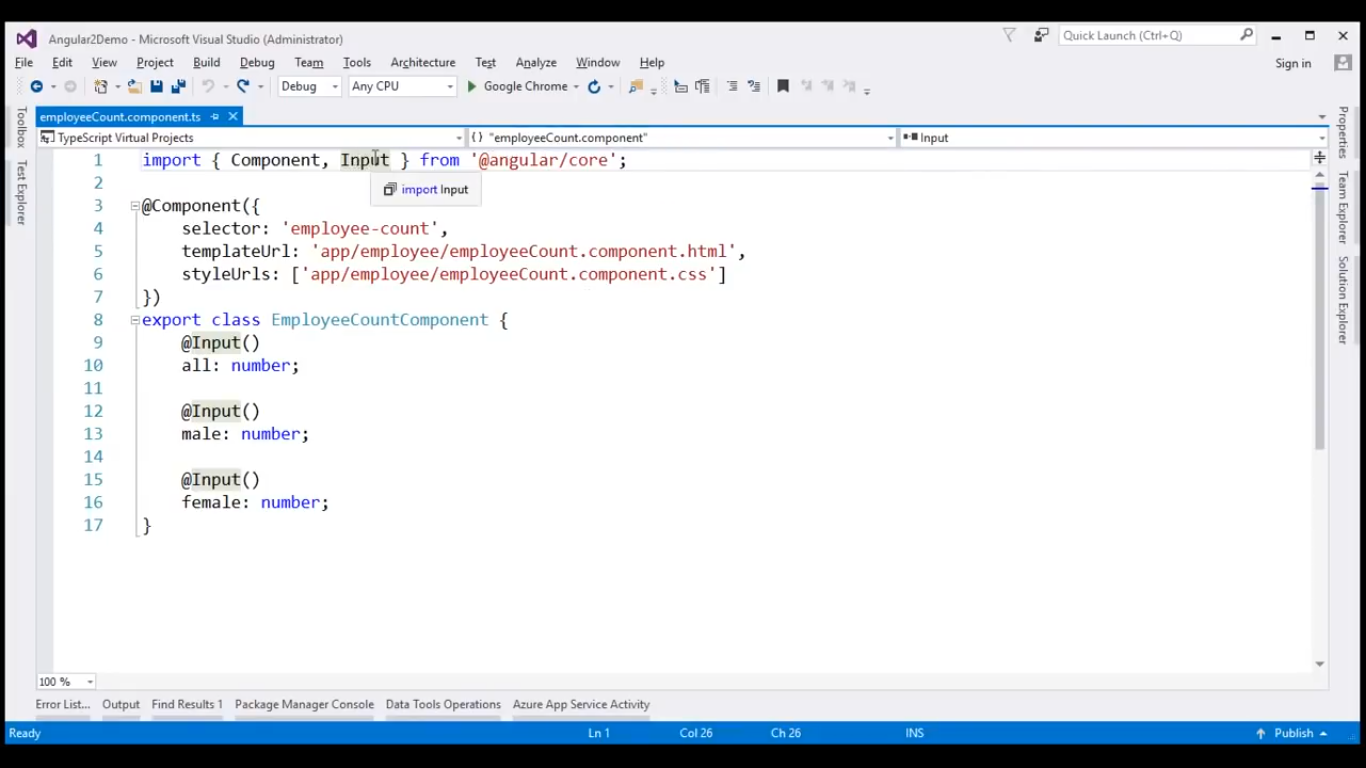 Angular2Demo - Microsoft Visual Studio (Administrator)
Quick Launch (Ctrl+Q)
File Edit View Project Build Debug Team Tools Architecture Test Analyze Window Help
Sign in
Debug Any CPU Google Chrome
employeeCount.component.ts
TypeScript Virtual Projects {} "employeeCount.component" Input
Toolbox
Test Explorer
1 import { Component, Input } from '@angular/core';
import Input
2
3 @Component({
4 selector: 'employee-count',
5 templateUrl: 'app/employee/employeeCount.component.html',
6 styleUrls: ['app/employee/employeeCount.component.css']
7 })
8 export class EmployeeCountComponent {
9 @Input()
10 all: number;
11
12 @Input()
13 male: number;
14
15 @Input()
16 female: number;
17 }
Properties
Team Explorer
Solution Explorer
100 %
Error List... Output Find Results 1 Package Manager Console Data Tools Operations Azure App Service Activity
Ready Ln 1 Col 26 Ch 26 INS Publish